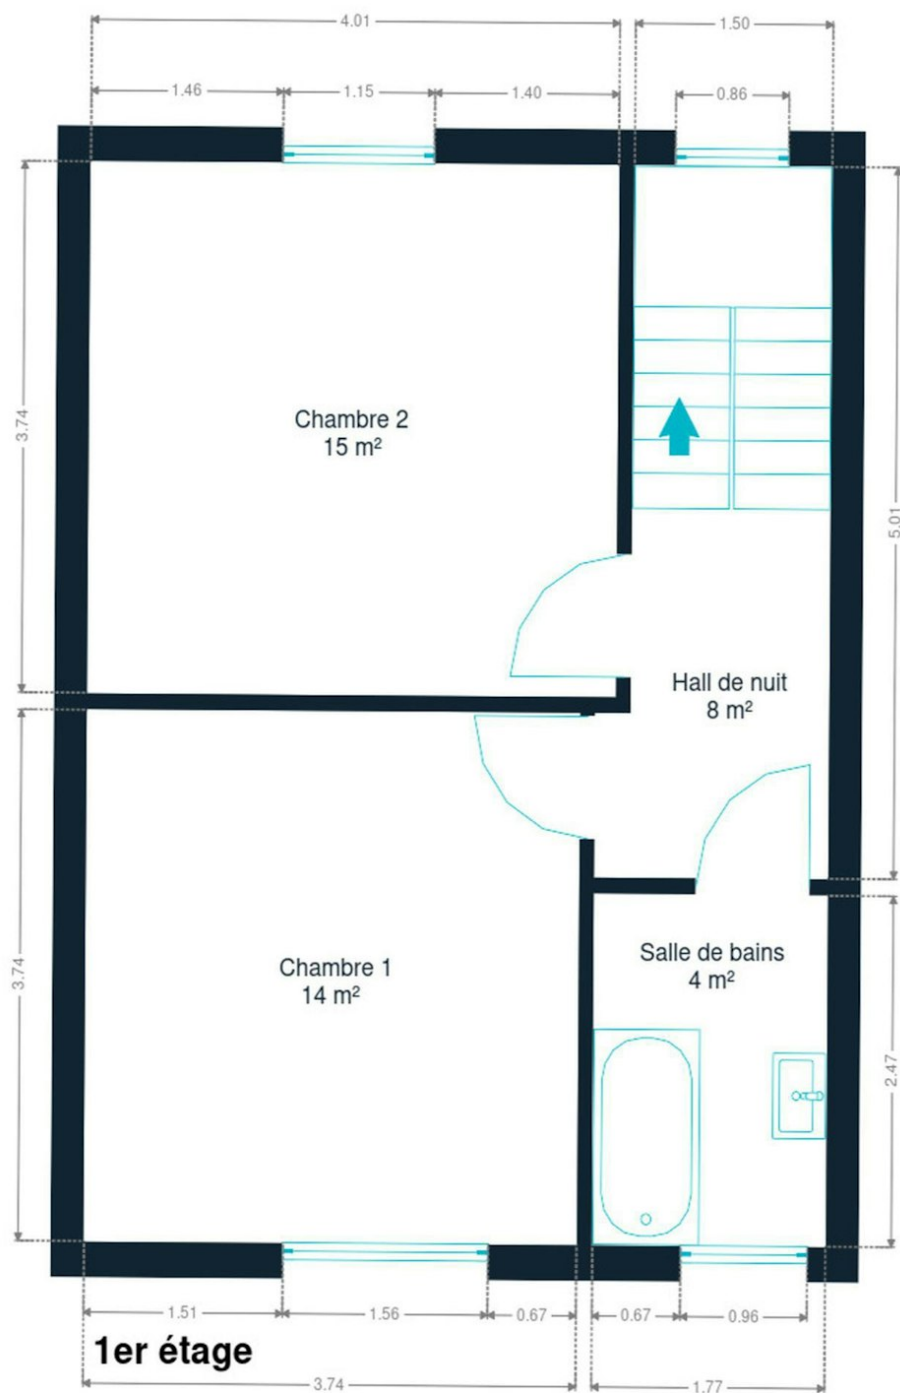 4.01
1.50
1.46
1.15
1.40
0.86
3.74
5.01
Chambre 2
15 m²
Hall de nuit
8 m²
3.74
Chambre 1
14 m²
Salle de bains
4 m²
2.47
1.51
1.56
0.67
0.67
0.96
1er étage
3.74
1.77